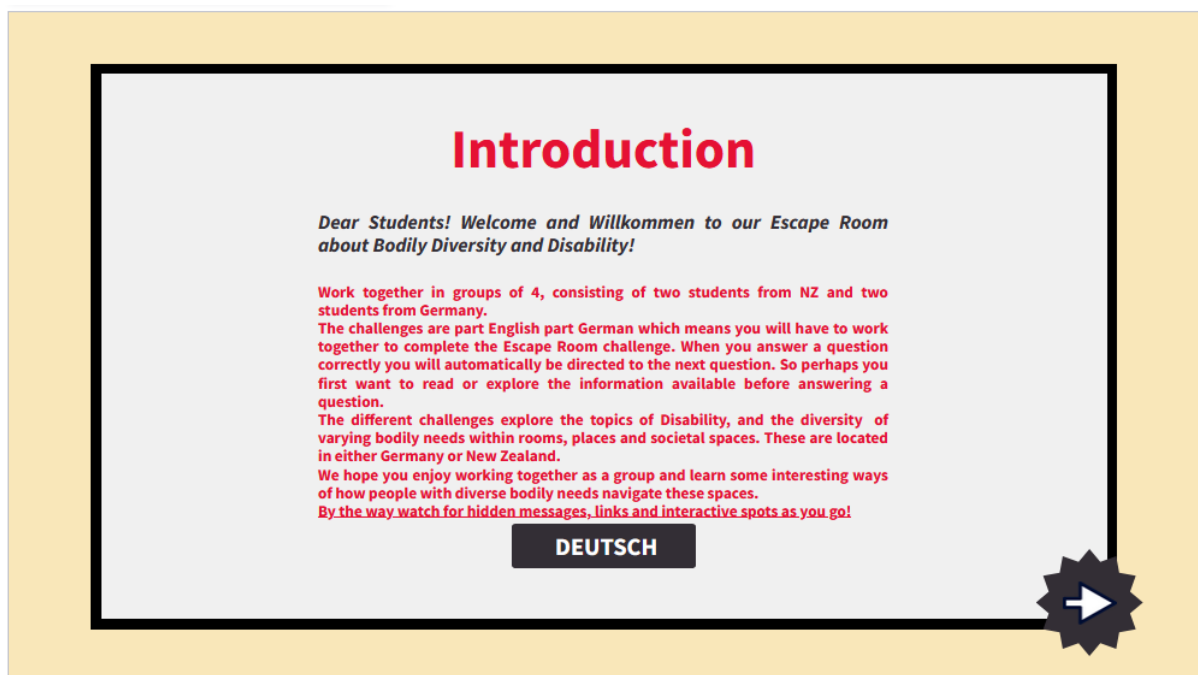 Introduction
Dear Students! Welcome and Willkommen to our Escape Room
about Bodily Diversity and Disability!
Work together in groups of 4, consisting of two students from NZ and two
students from Germany.
The challenges are part English part German which means you will have to work
together to complete the Escape Room challenge. When you answer a question
correctly you will automatically be directed to the next question. So perhaps you
first want to read or explore the information available before answering a
question.
The different challenges explore the topics of Disability, and the diversity of
varying bodily needs within rooms, places and societal spaces. These are located
in either Germany or New Zealand.
We hope you enjoy working together as a group and learn some interesting ways
of how people with diverse bodily needs navigate these spaces.
By the way watch for hidden messages, links and interactive spots as you go!
DEUTSCH